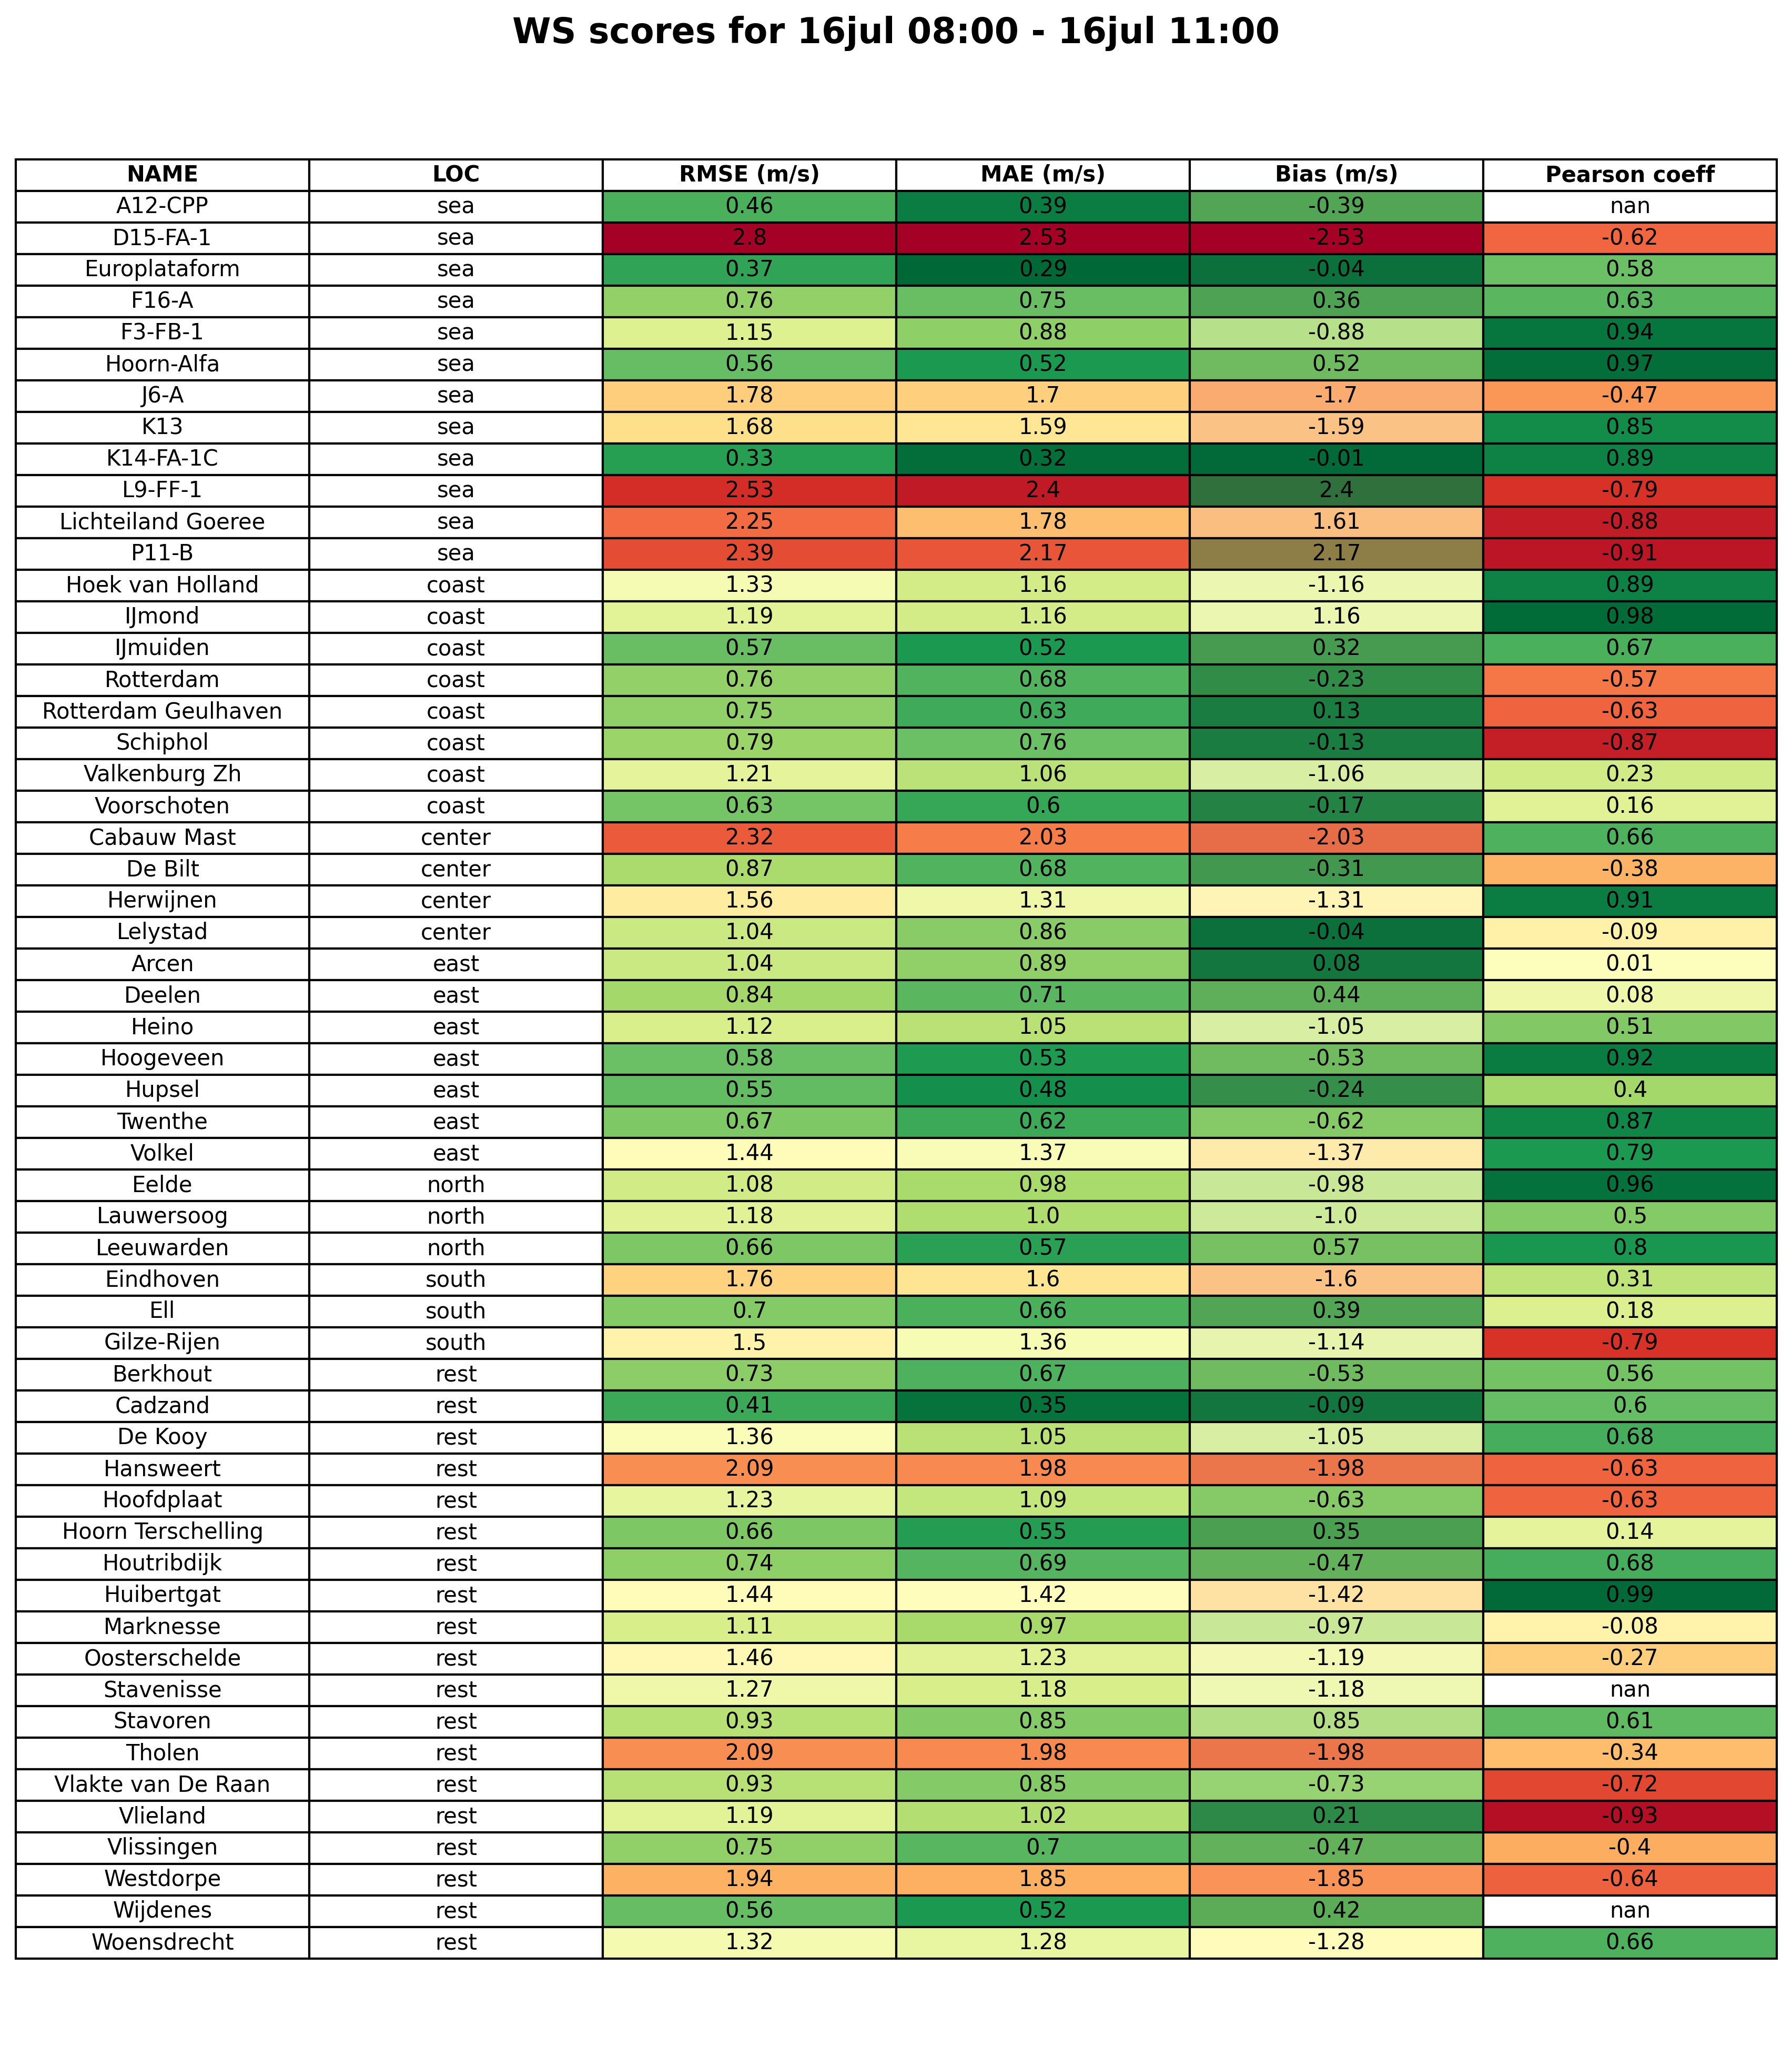 WS scores for 16jul 08:00 - 16jul 11:00
NAME LOC RMSE (m/s) MAE (m/s) Bias (m/s) Pearson coeff
A12-CPP sea 0.46 0.39 -0.39 nan
D15-FA-1 sea 2.8 2.53 -2.53 -0.62
Europlataform sea 0.37 0.29 -0.04 0.58
F16-A sea 0.76 0.75 0.36 0.63
F3-FB-1 sea 1.15 0.88 -0.88 0.94
Hoorn-Alfa sea 0.56 0.52 0.52 0.97
J6-A sea 1.78 1.7 -1.7 -0.47
K13 sea 1.68 1.59 -1.59 0.85
K14-FA-1C sea 0.33 0.32 -0.01 0.89
L9-FF-1 sea 2.53 2.4 2.4 -0.79
Lichteiland Goeree sea 2.25 1.78 1.61 -0.88
P11-B sea 2.39 2.17 2.17 -0.91
Hoek van Holland coast 1.33 1.16 -1.16 0.89
IJmond coast 1.19 1.16 1.16 0.98
IJmuiden coast 0.57 0.52 0.32 0.67
Rotterdam coast 0.76 0.68 -0.23 -0.57
Rotterdam Geulhaven coast 0.75 0.63 0.13 -0.63
Schiphol coast 0.79 0.76 -0.13 -0.87
Valkenburg Zh coast 1.21 1.06 -1.06 0.23
Voorschoten coast 0.63 0.6 -0.17 0.16
Cabauw Mast center 2.32 2.03 -2.03 0.66
De Bilt center 0.87 0.68 -0.31 -0.38
Herwijnen center 1.56 1.31 -1.31 0.91
Lelystad center 1.04 0.86 -0.04 -0.09
Arcen east 1.04 0.89 0.08 0.01
Deelen east 0.84 0.71 0.44 0.08
Heino east 1.12 1.05 -1.05 0.51
Hoogeveen east 0.58 0.53 -0.53 0.92
Hupsel east 0.55 0.48 -0.24 0.4
Twenthe east 0.67 0.62 -0.62 0.87
Volkel east 1.44 1.37 -1.37 0.79
Eelde north 1.08 0.98 -0.98 0.96
Lauwersoog north 1.18 1.0 -1.0 0.5
Leeuwarden north 0.66 0.57 0.57 0.8
Eindhoven south 1.76 1.6 -1.6 0.31
Ell south 0.7 0.66 0.39 0.18
Gilze-Rijen south 1.5 1.36 -1.14 -0.79
Berkhout rest 0.73 0.67 -0.53 0.56
Cadzand rest 0.41 0.35 -0.09 0.6
De Kooy rest 1.36 1.05 -1.05 0.68
Hansweert rest 2.09 1.98 -1.98 -0.63
Hoofdplaat rest 1.23 1.09 -0.63 -0.63
Hoorn Terschelling rest 0.66 0.55 0.35 0.14
Houtribdijk rest 0.74 0.69 -0.47 0.68
Huibertgat rest 1.44 1.42 -1.42 0.99
Marknesse rest 1.11 0.97 -0.97 -0.08
Oosterschelde rest 1.46 1.23 -1.19 -0.27
Stavenisse rest 1.27 1.18 -1.18 nan
Stavoren rest 0.93 0.85 0.85 0.61
Tholen rest 2.09 1.98 -1.98 -0.34
Vlakte van De Raan rest 0.93 0.85 -0.73 -0.72
Vlieland rest 1.19 1.02 0.21 -0.93
Vlissingen rest 0.75 0.7 -0.47 -0.4
Westdorpe rest 1.94 1.85 -1.85 -0.64
Wijdenes rest 0.56 0.52 0.42 nan
Woensdrecht rest 1.32 1.28 -1.28 0.66